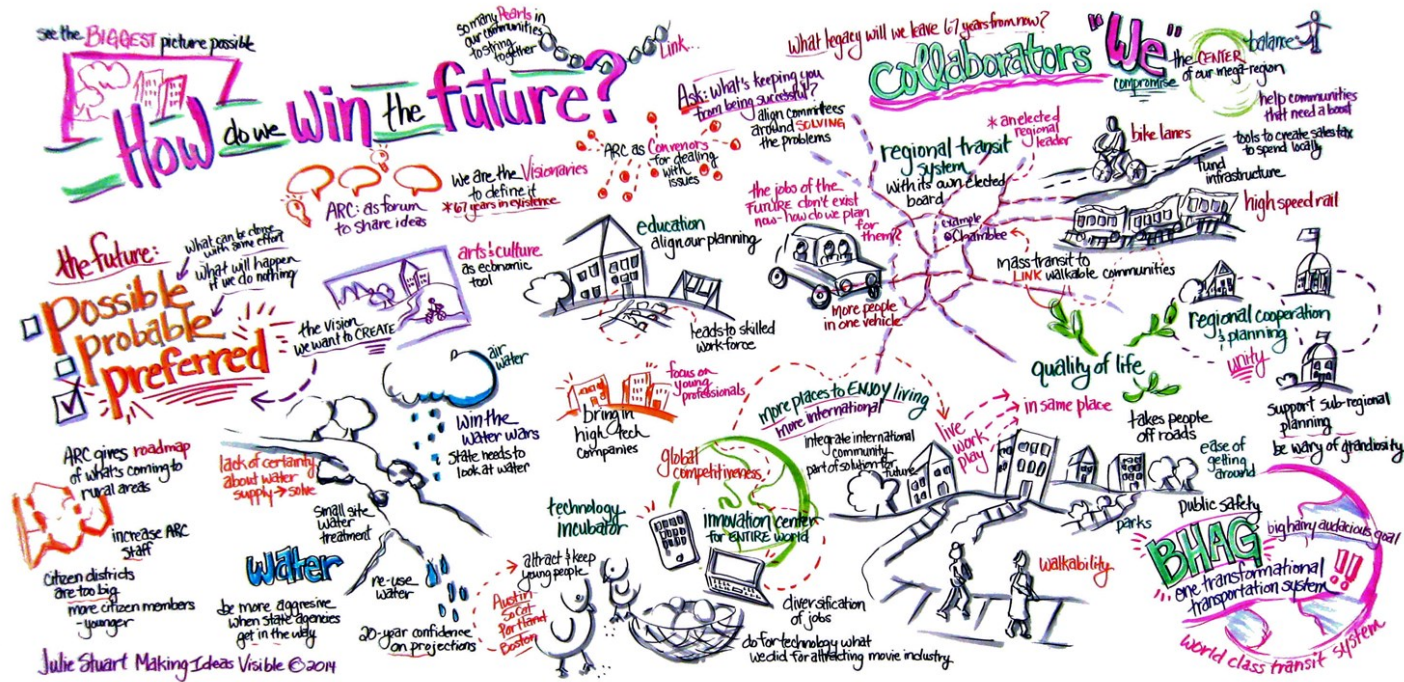 see the BIGGEST picture possible
How do we win the future?
so many Pearls in
our communities
to string
together
Link...
What legacy will we leave 67 years from now?
Collaborators "We"
compromise
the CENTER
of our mega-region
balance
help communities
that need a boost
tools to create sales tax
to spend locally
fund
infrastructure
Ask: What's keeping you
from being successful?
align committees
around SOLVING
the problems
ARC as Convenors
for dealing
with
issues
ARC: as forum
to share ideas
we are the Visionaries
to define it
*67 years in existence
the future:
What can be done
with some effort
What will happen
if we do nothing
possible
probable
preferred
the vision
we want to CREATE
arts & culture
as economic
tool
education
align our planning
leads to skilled
workforce
the jobs of the
FUTURE don't exist
now-how do we plan
for
them?
more people
in one vehicle
regional transit
system
with its own elected
board
* an elected
regional
leader
example
Chamblee
mass transit to
LINK walkable communities
bike lanes
high speed rail
regional cooperation
& planning
unity
support sub-regional
planning
be wary of grandiosity
quality of life
takes people
off roads
ease of
getting
around
public safety
air
water
win the
water wars
state needs to
look at water
focus on
young
professionals
bring in
high-tech
companies
more places to ENJOY living
more international
integrate international
community
part of solution for
future
live
work
play
in same place
global
competitiveness
innovation center
for ENTIRE world
technology
incubator
attract & keep
young people
Austin
SoCal
Portland
Boston
diversification
of jobs
do for technology what
we did for attracting movie industry
parks
walkability
BHAG
big hairy audacious goal
one transformational
transportation system
!!!
world class transit system
ARC gives roadmap
of what's coming to
rural areas
increase ARC
staff
citizen districts
are too big
more citizen members
-younger
lack of certainty
about water
supply → solve
small site
water
treatment
water
be more aggresive
when state agencies
get in the way
re-use
water
20-year confidence
on projections
Julie Stuart Making Ideas Visible © 2014